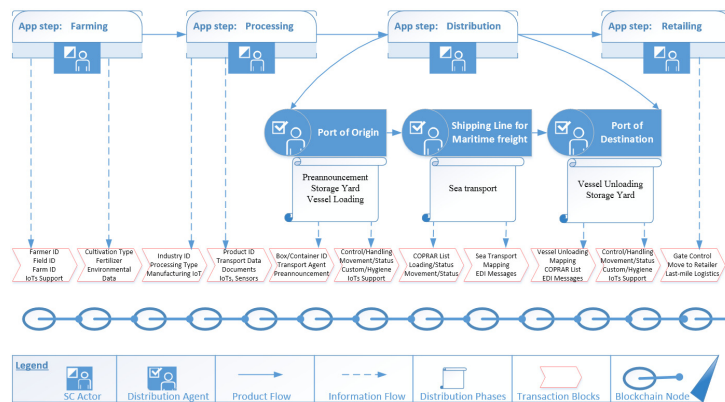 App step: Farming
App step: Processing
App step: Distribution
App step: Retailing
Port of Origin
Shipping Line for
Maritime freight
Port of
Destination
Preannouncement
Storage Yard
Vessel Loading
Sea transport
Vessel Unloading
Storage Yard
Farmer ID
Field ID
Farm ID
IoTs Support
Cultivation Type
Fertilizer
Environmental
Data
Industry ID
Processing Type
Manufacturing IoT
Product ID
Transport Data
Documents
IoTs, Sensors
Box/Container ID
Transport Agent
Preannouncement
Control/Handling
Movement/Status
Custom/Hygiene
IoTs Support
COPRAR List
Loading/Status
Movement/Status
Sea Transport
Mapping
EDI Messages
Vessel Unloading
Mapping
COPRAR List
EDI Messages
Control/Handling
Movement/Status
Custom/Hygiene
IoTs Support
Gate Control
Move to Retailer
Last-mile Logistics
Legend
SC Actor
Distribution Agent
Product Flow
Information Flow
Distribution Phases
Transaction Blocks
Blockchain Node